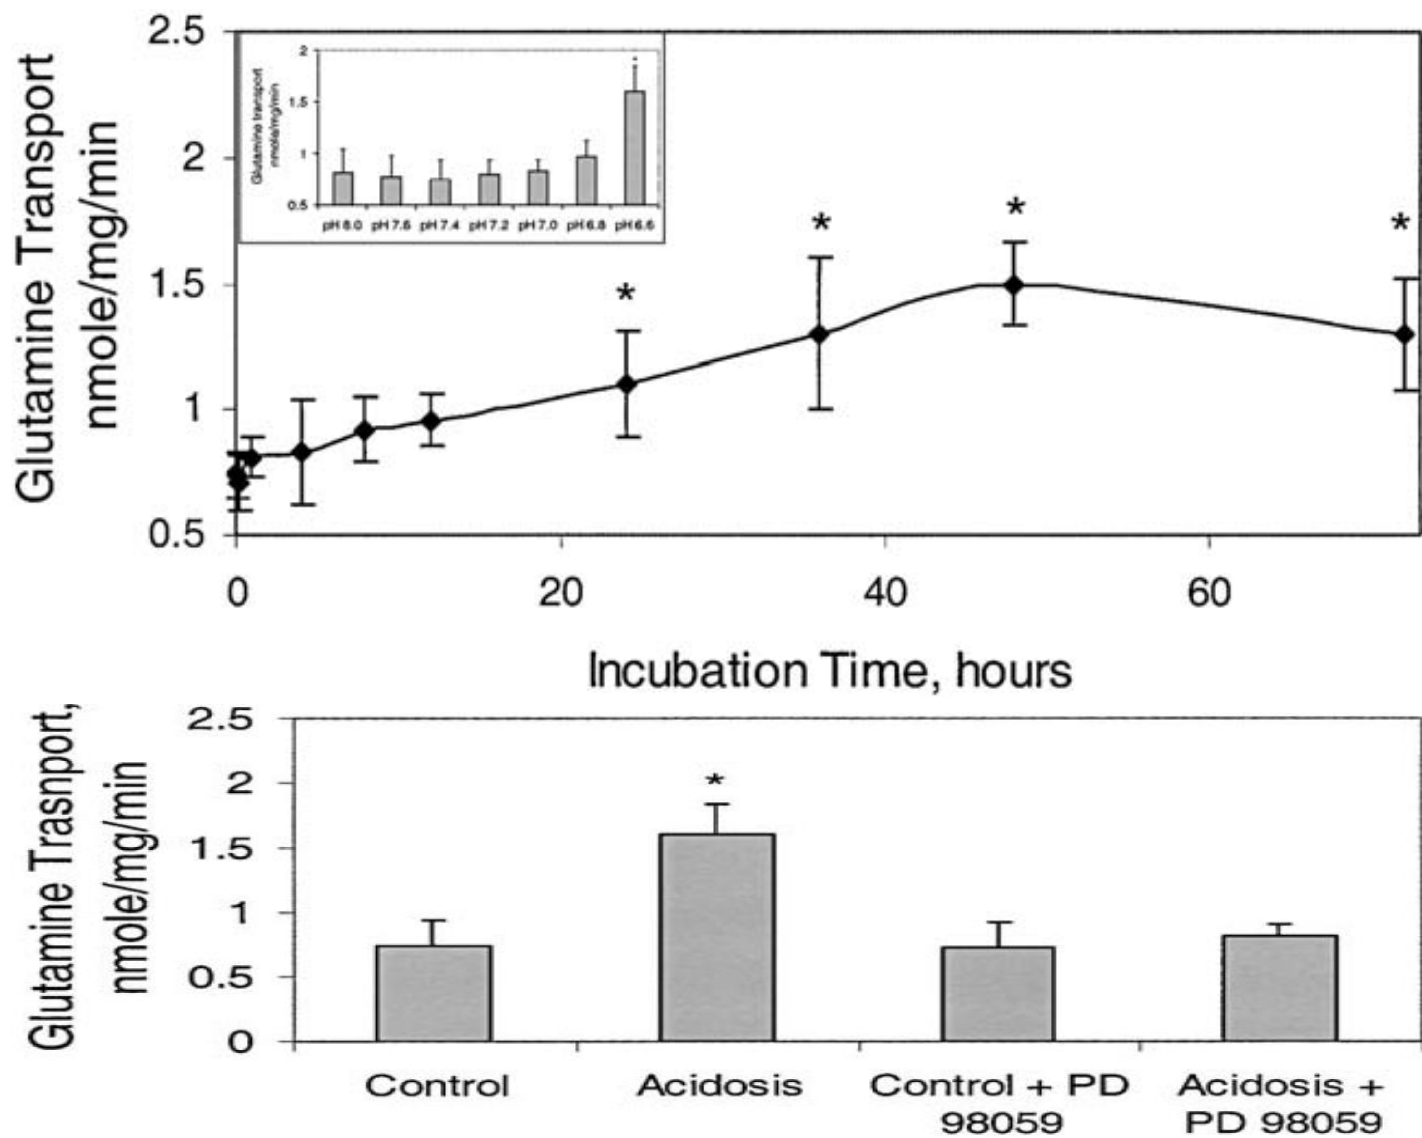 2.5
2
1.5
1
0.5
Glutamine Transport
nmole/mg/min
2
1.5
1
0.5
Glutamine transport
nmole/mg/min
pH 8.0 pH 7.6 pH 7.4 pH 7.2 pH 7.0 pH 6.8 pH 6.6
*
* * * *
0 20 40 60
Incubation Time, hours
2.5
2
1.5
1
0.5
0
Glutamine Trasnport,
nmole/mg/min
*
Control Acidosis Control + PD Acidosis +
98059 PD 98059